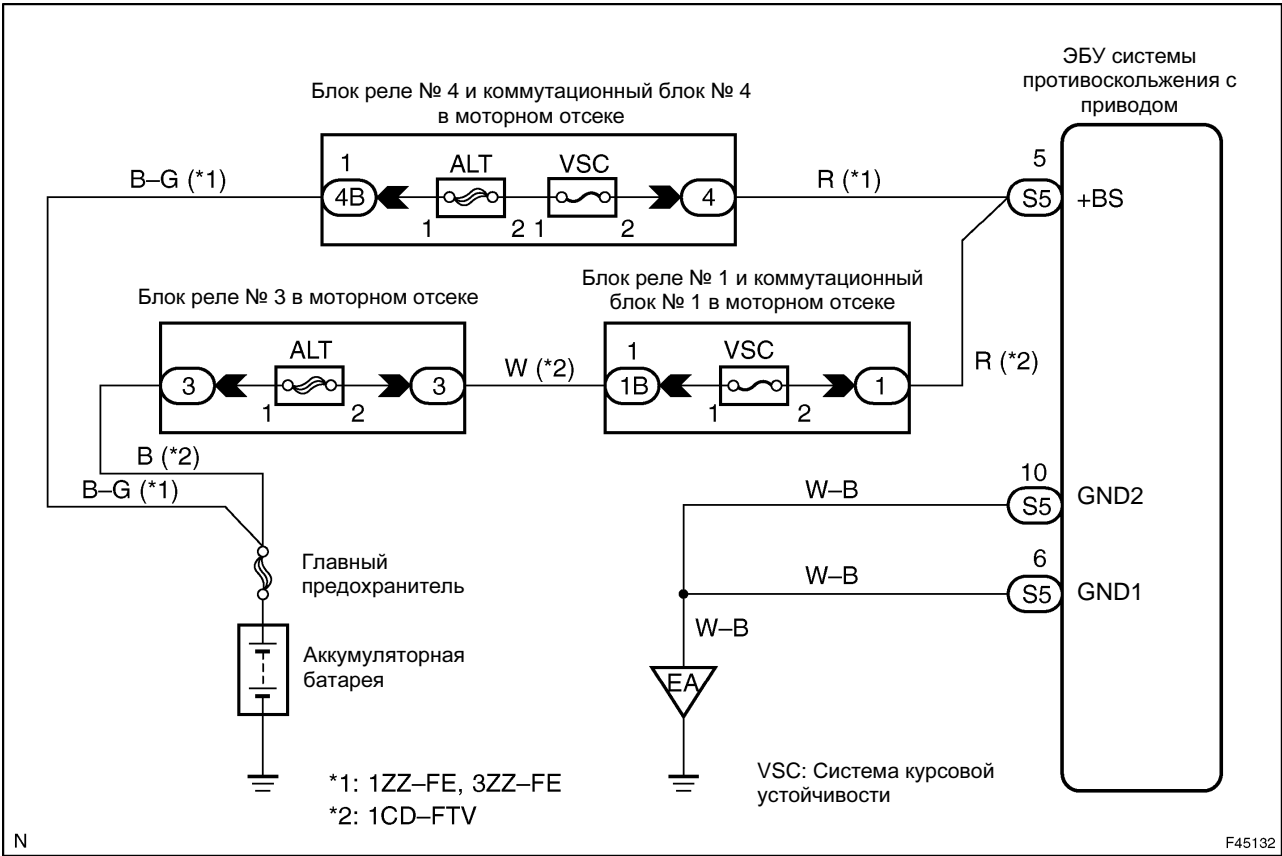 ЭБУ системы
противоскольжения с
приводом
Блок реле № 4 и коммутационный блок № 4
в моторном отсеке
B–G (*1)
1
4B
ALT
1
2
VSC
1
2
4
R (*1)
5
S5
+BS
Блок реле № 3 в моторном отсеке
3
ALT
1
2
3
W (*2)
Блок реле № 1 и коммутационный
блок № 1 в моторном отсеке
1
1B
VSC
1
2
1
R (*2)
B (*2)
B–G (*1)
Главный
предохранитель
Аккумуляторная
батарея
W–B
10
S5
GND2
W–B
6
S5
GND1
W–B
EA
*1: 1ZZ–FE, 3ZZ–FE
*2: 1CD–FTV
VSC: Система курсовой
устойчивости
N
F45132